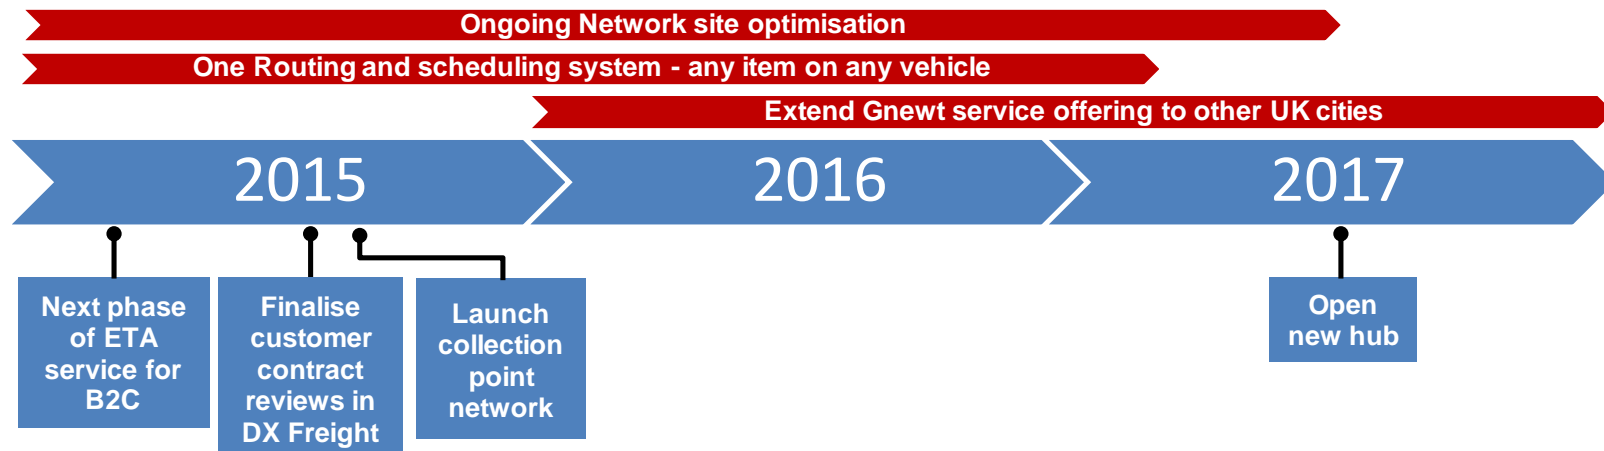 Ongoing Network site optimisation
One Routing and scheduling system - any item on any vehicle
Extend Gnewt service offering to other UK cities
2015
2016
2017
Next phase
of ETA
service for
B2C
Finalise
customer
contract
reviews in
DX Freight
Launch
collection
point
network
Open
new hub